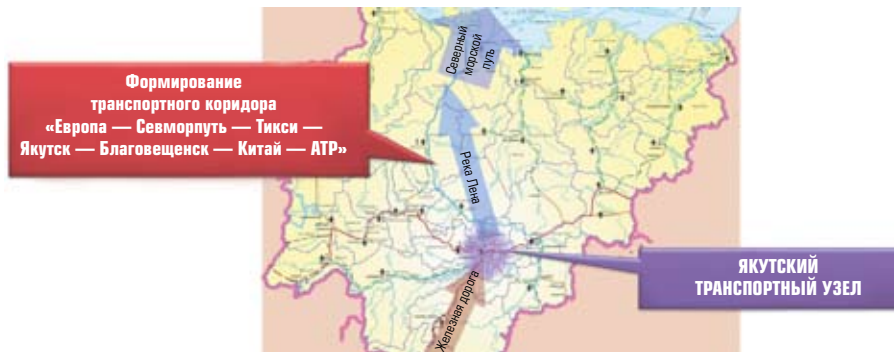 Северный
морской
путь
Формирование
транспортного коридора
«Европа — Севморпуть — Тикси —
Якутск — Благовещенск — Китай — АТР»
Река Лена
ЯКУТСКИЙ
ТРАНСПОРТНЫЙ УЗЕЛ
Железная дорога